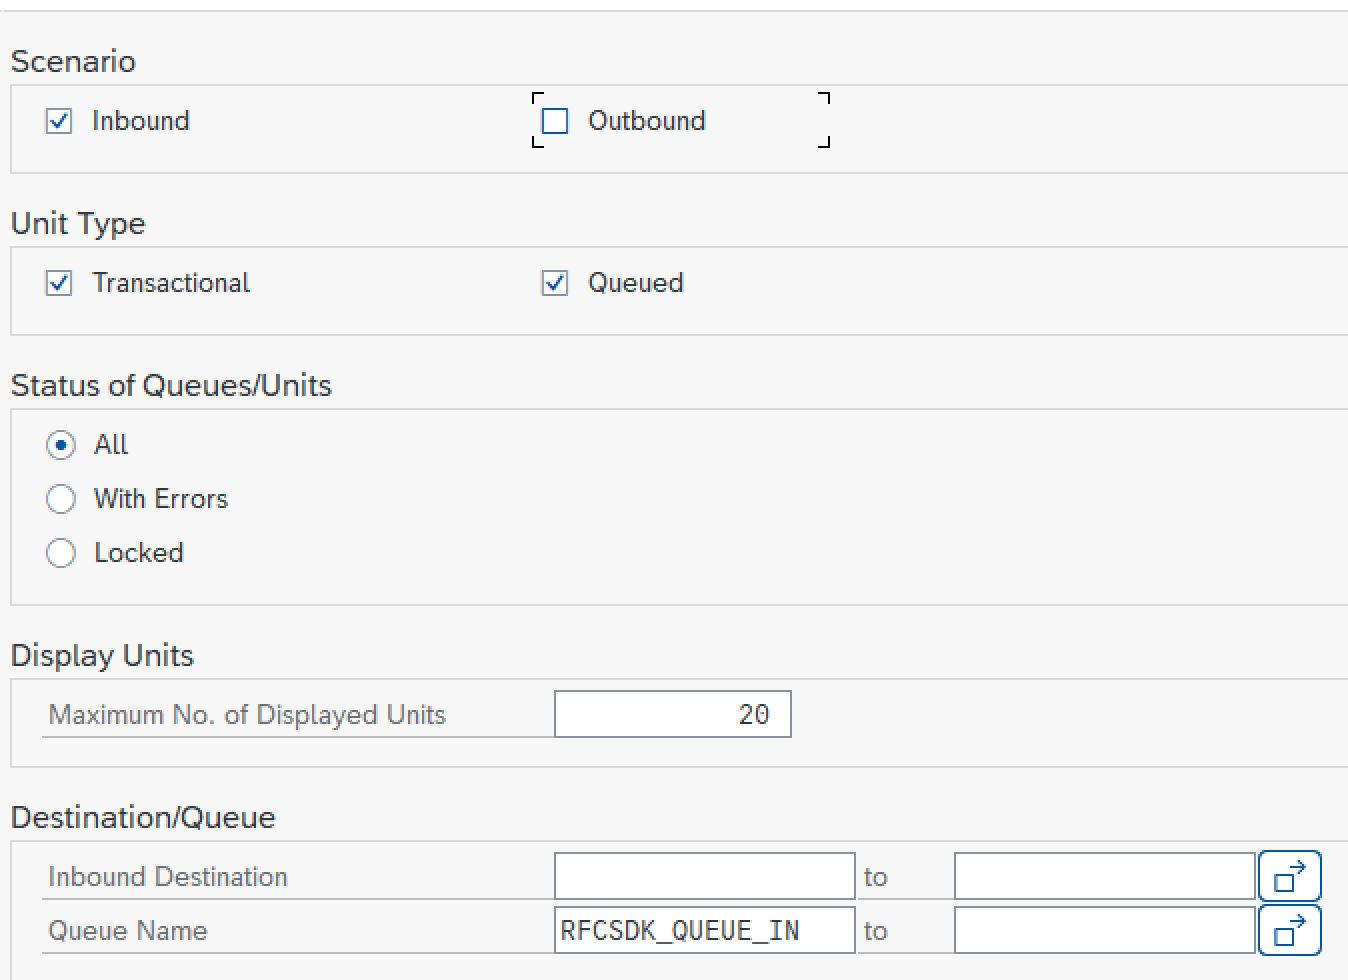 Scenario
Inbound Outbound
Unit Type
Transactional Queued
Status of Queues/Units
All
With Errors
Locked
Display Units
Maximum No. of Displayed Units 20
Destination/Queue
Inbound Destination to
Queue Name RFCSDK_QUEUE_IN to